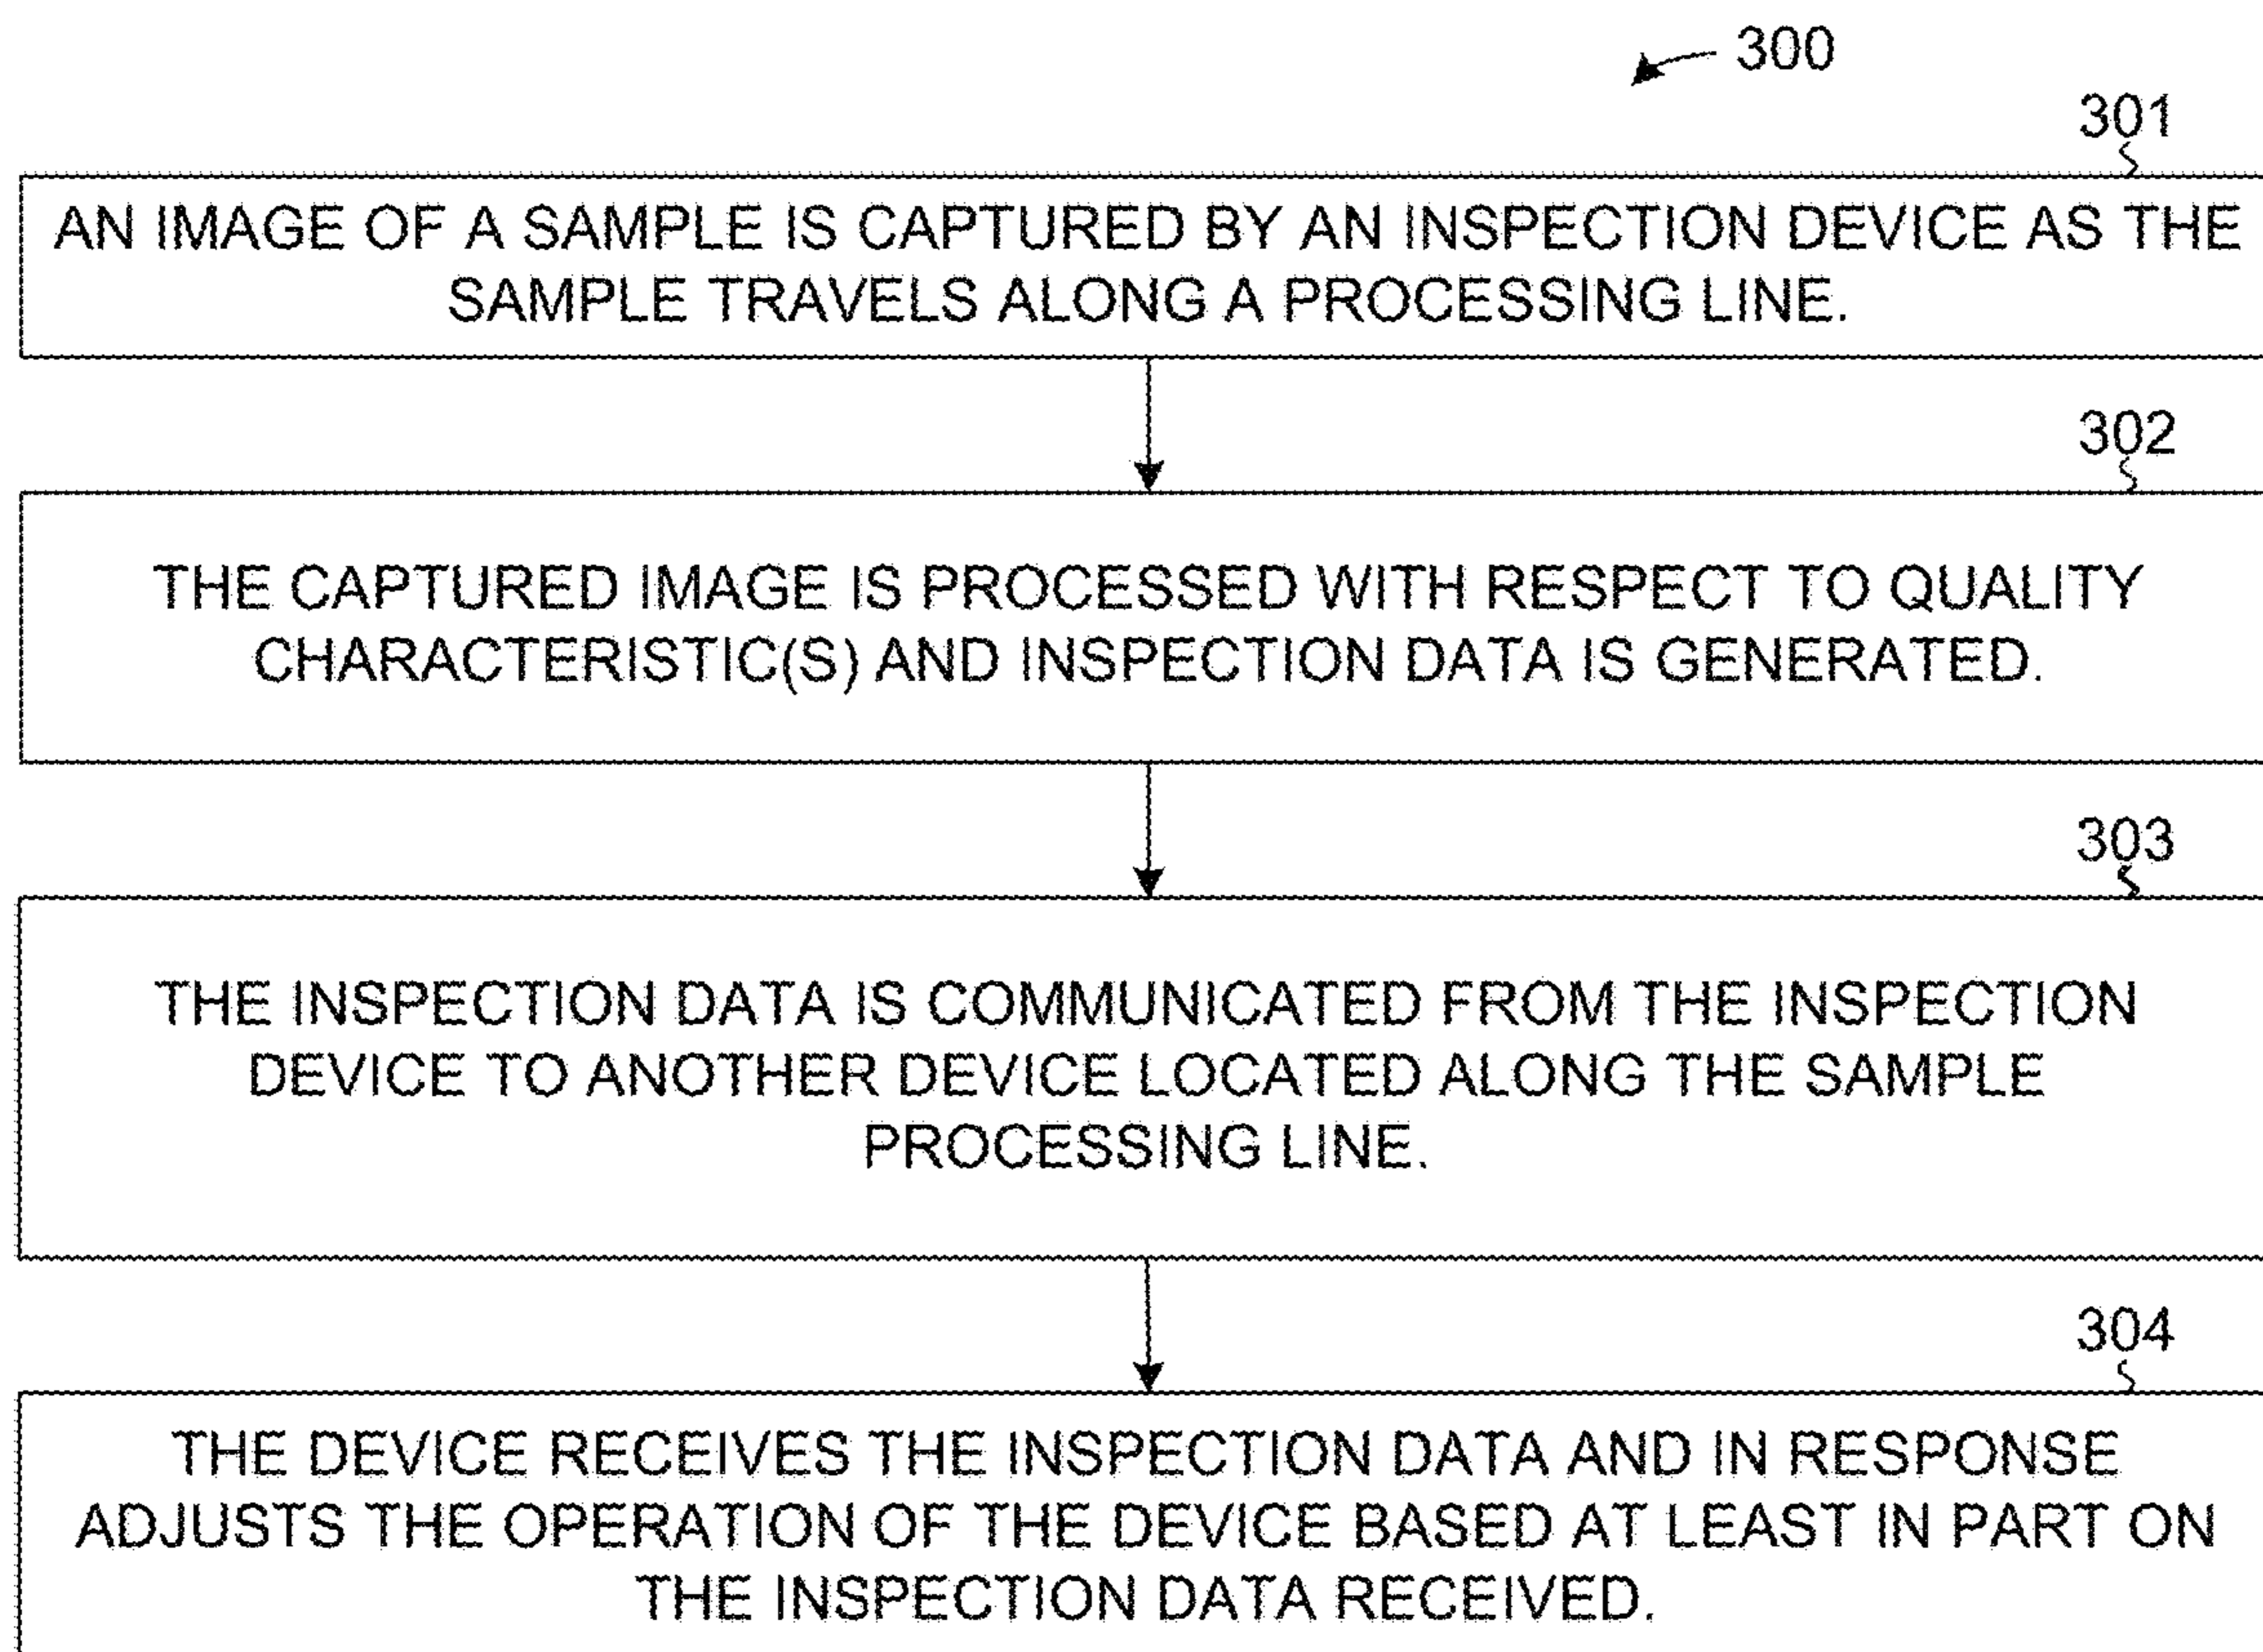 300
301
AN IMAGE OF A SAMPLE IS CAPTURED BY AN INSPECTION DEVICE AS THE
SAMPLE TRAVELS ALONG A PROCESSING LINE.
302
THE CAPTURED IMAGE IS PROCESSED WITH RESPECT TO QUALITY
CHARACTERISTIC(S) AND INSPECTION DATA IS GENERATED.
303
THE INSPECTION DATA IS COMMUNICATED FROM THE INSPECTION
DEVICE TO ANOTHER DEVICE LOCATED ALONG THE SAMPLE
PROCESSING LINE.
304
THE DEVICE RECEIVES THE INSPECTION DATA AND IN RESPONSE
ADJUSTS THE OPERATION OF THE DEVICE BASED AT LEAST IN PART ON
THE INSPECTION DATA RECEIVED.